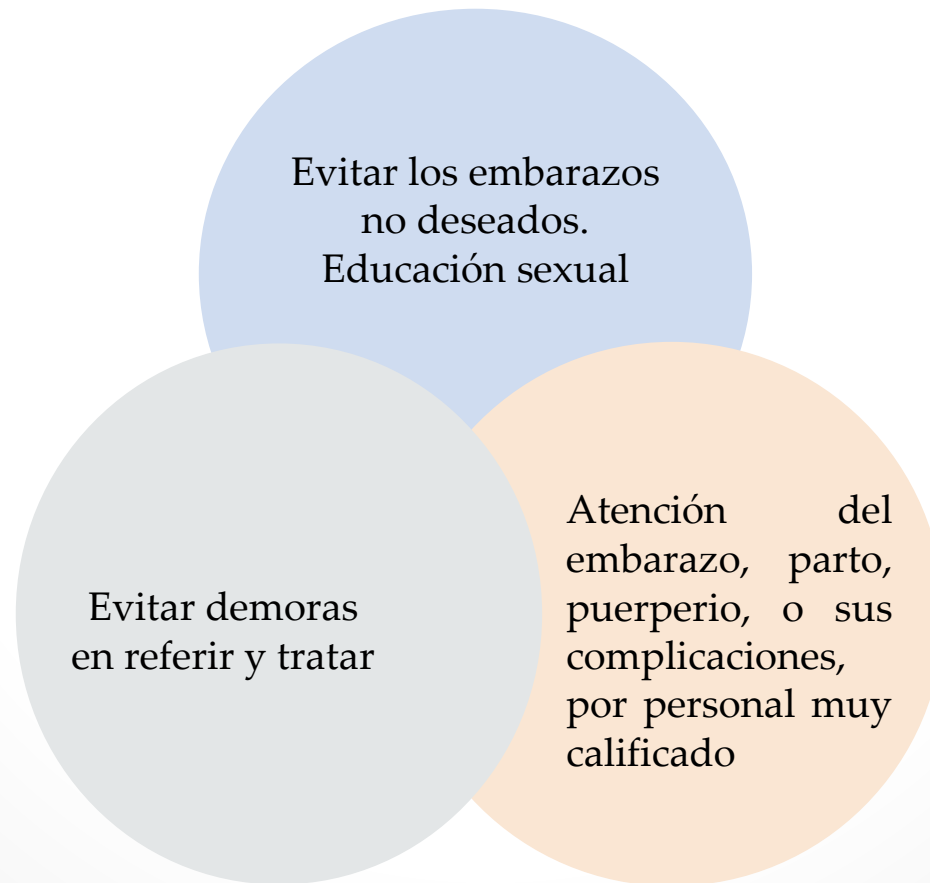 Evitar los embarazos
no deseados.
Educación sexual
Evitar demoras
en referir y tratar
Atención del
embarazo, parto,
puerperio, o sus
complicaciones,
por personal muy
calificado